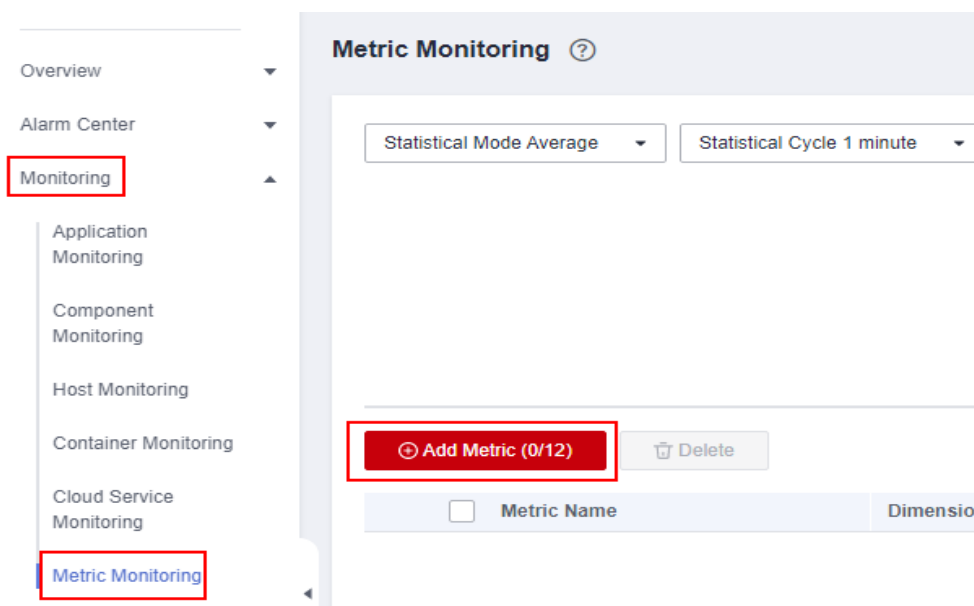 Overview
Alarm Center
Monitoring
Application
Monitoring
Component
Monitoring
Host Monitoring
Container Monitoring
Cloud Service
Monitoring
Metric Monitoring
Metric Monitoring ?
Statistical Mode Average
Statistical Cycle 1 minute
Add Metric (0/12)
Delete
Metric Name
Dimensio